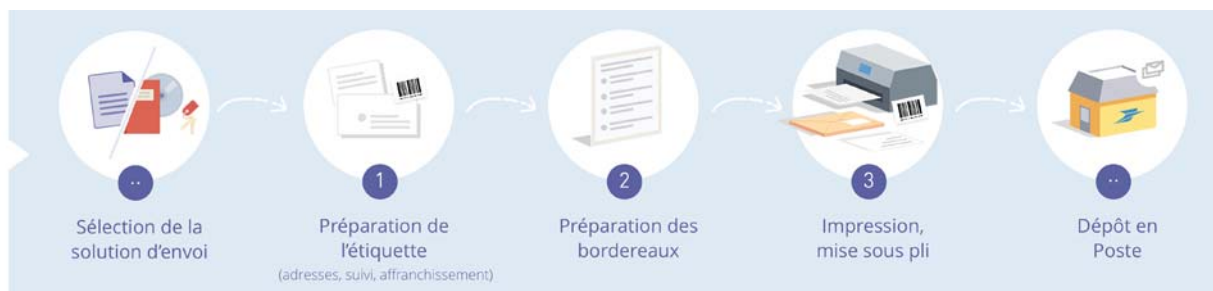 ..
Sélection de la
solution d'envoi
1
Préparation de
l'étiquette
(adresses, suivi, affranchissement)
2
Préparation des
bordereaux
3
Impression,
mise sous pli
..
Dépôt en
Poste